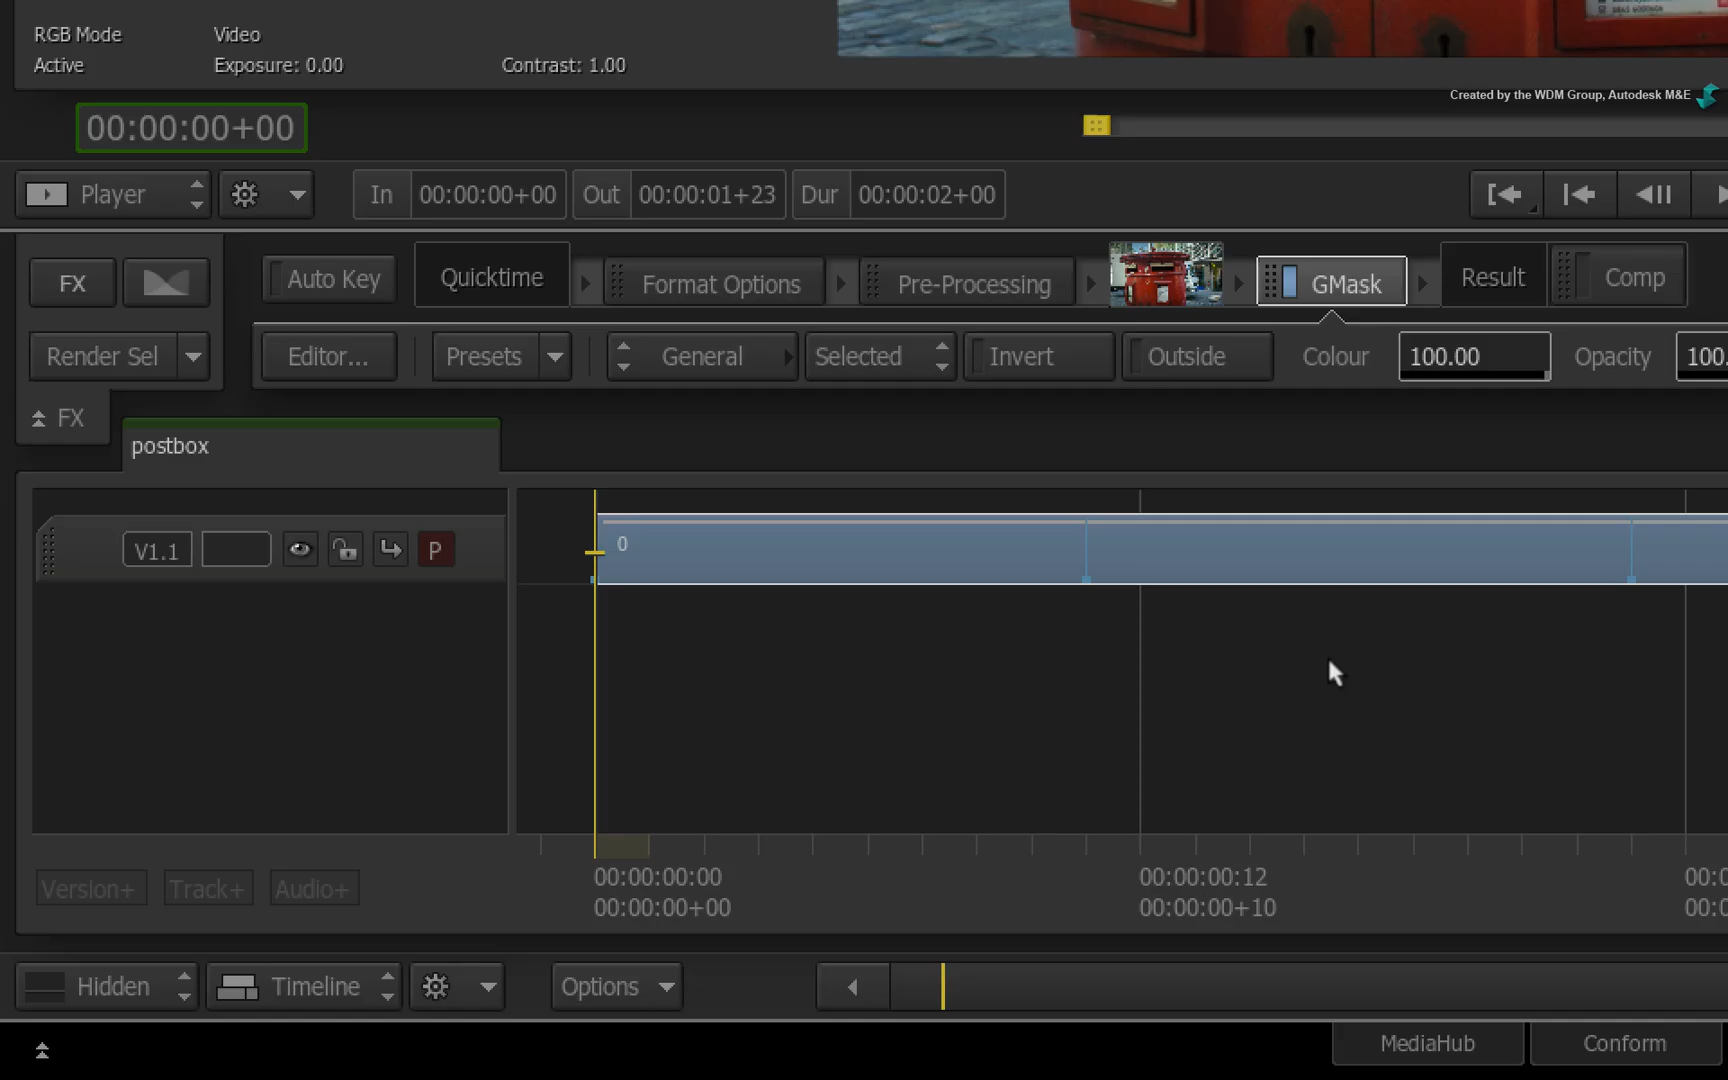 RGB Mode
Video
Active
Exposure: 0.00
Contrast: 1.00
Created by the WDM Group, Autodesk M&E
00:00:00+00
Player
In 00:00:00+00
Out 00:00:01+23
Dur 00:00:02+00
FX
Auto Key
Quicktime
Format Options
Pre-Processing
GMask
Result
Comp
Render Sel
Editor...
Presets
General
Selected
Invert
Outside
Colour
100.00
Opacity
100.
FX
postbox
V1.1
P
0
00:00:00:00
00:00:00:12
00:0
00:00:00+00
00:00:00+10
00:0
Version+
Track+
Audio+
Hidden
Timeline
Options
MediaHub
Conform